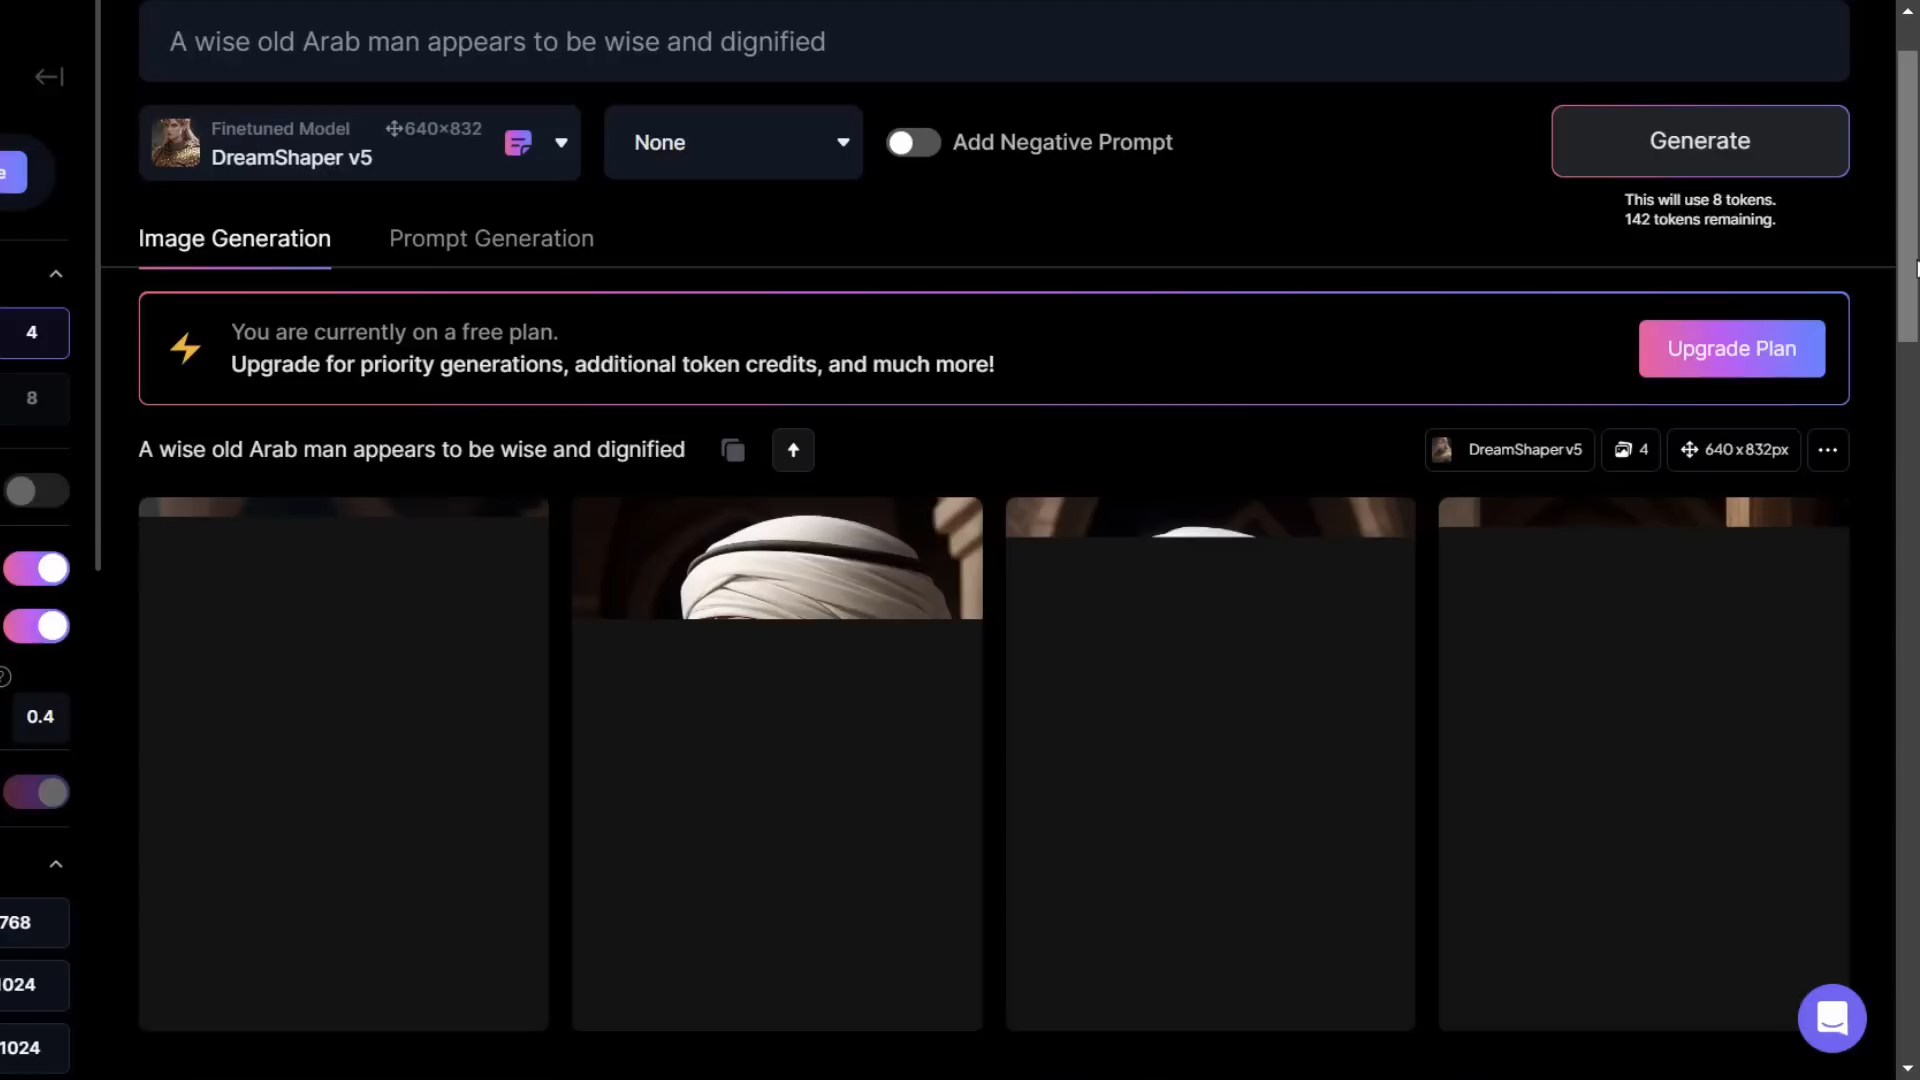 A wise old Arab man appears to be wise and dignified
Finetuned Model 640×832
DreamShaper v5
None
Add Negative Prompt
Generate
This will use 8 tokens.
142 tokens remaining.
Image Generation
Prompt Generation
You are currently on a free plan.
Upgrade for priority generations, additional token credits, and much more!
Upgrade Plan
A wise old Arab man appears to be wise and dignified
DreamShaper v5
4
640 x 832px
4
8
?
0.4
768
1024
1024